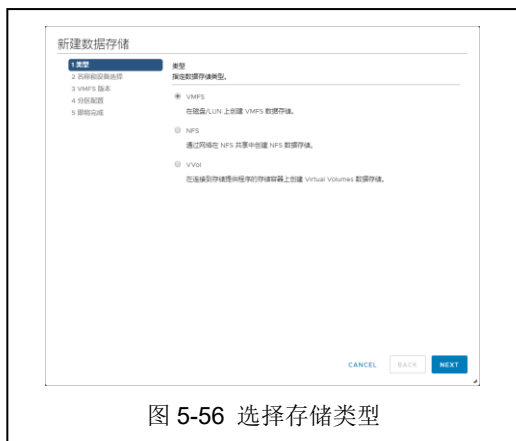 新建数据存储
1 类型
2 名称和设备选择
3 VMFS 版本
4 分区配置
5 即将完成
类型
指定数据存储类型。
VMFS
在磁盘/LUN 上创建 VMFS 数据存储。
NFS
通过网络在 NFS 共享中创建 NFS 数据存储。
VVol
在连接到存储提供程序的存储容器上创建 Virtual Volumes 数据存储。
CANCEL
BACK
NEXT
图 5-56 选择存储类型